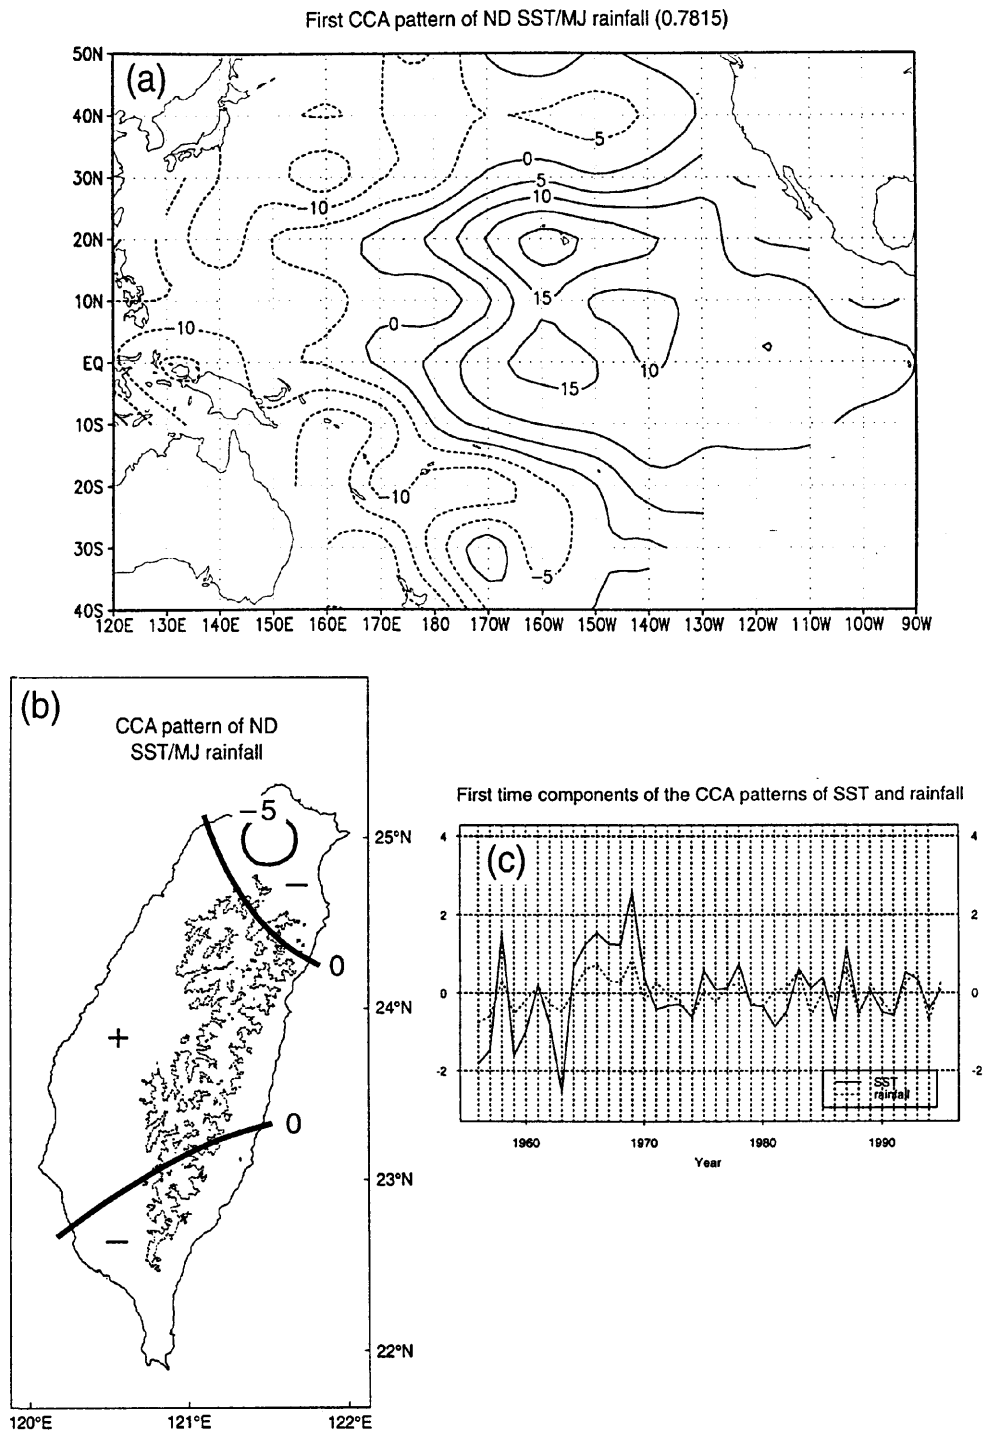 First CCA pattern of ND SST/MJ rainfall (0.7815)
(a)
50N
40N
30N
20N
10N
EQ
10S
20S
30S
40S
-5
0
5
10
-10
15
0
-10
10
15
-10
-5
120E 130E 140E 150E 160E 170E 180 170W 160W 150W 140W 130W 120W 110W 100W 90W
(b)
CCA pattern of ND
SST/MJ rainfall
-5
25°N
–
0
24°N
+
0
23°N
–
22°N
120°E 121°E 122°E
First time components of the CCA patterns of SST and rainfall
(c)
4 4
2 2
0 0
-2 -2
SST
rainfall
1960 1970 1980 1990
Year